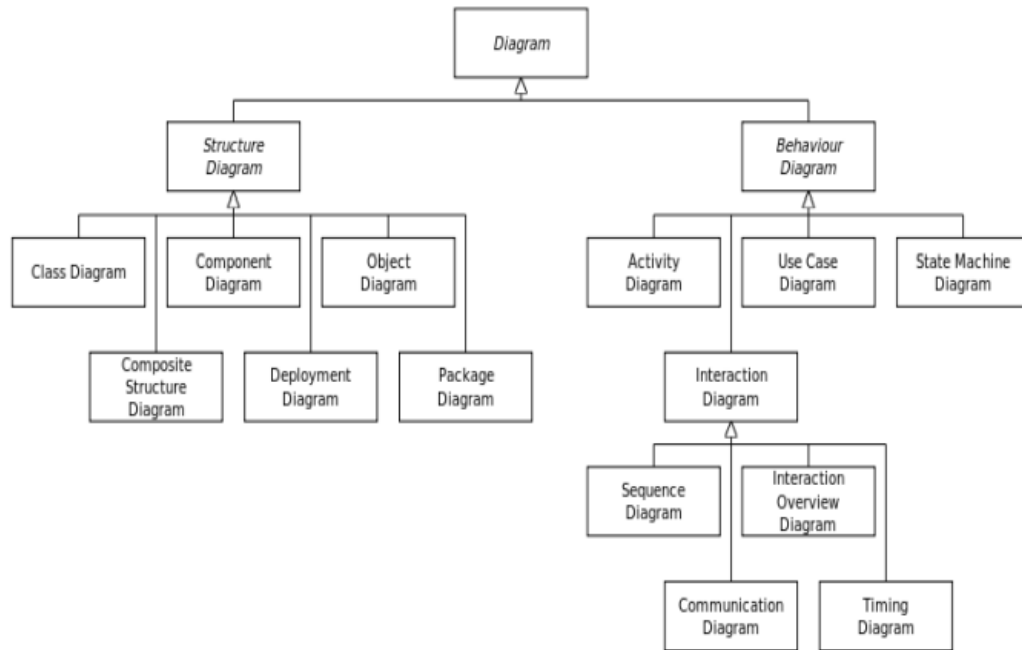 Diagram
Structure
Diagram
Behaviour
Diagram
Class Diagram
Component
Diagram
Object
Diagram
Activity
Diagram
Use Case
Diagram
State Machine
Diagram
Composite
Structure
Diagram
Deployment
Diagram
Package
Diagram
Interaction
Diagram
Sequence
Diagram
Interaction
Overview
Diagram
Communication
Diagram
Timing
Diagram